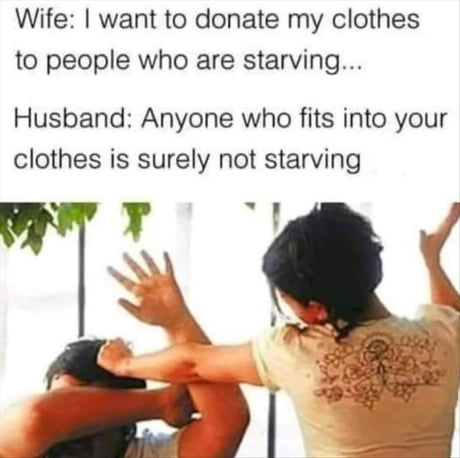 Wife: I want to donate my clothes
to people who are starving...
Husband: Anyone who fits into your
clothes is surely not starving